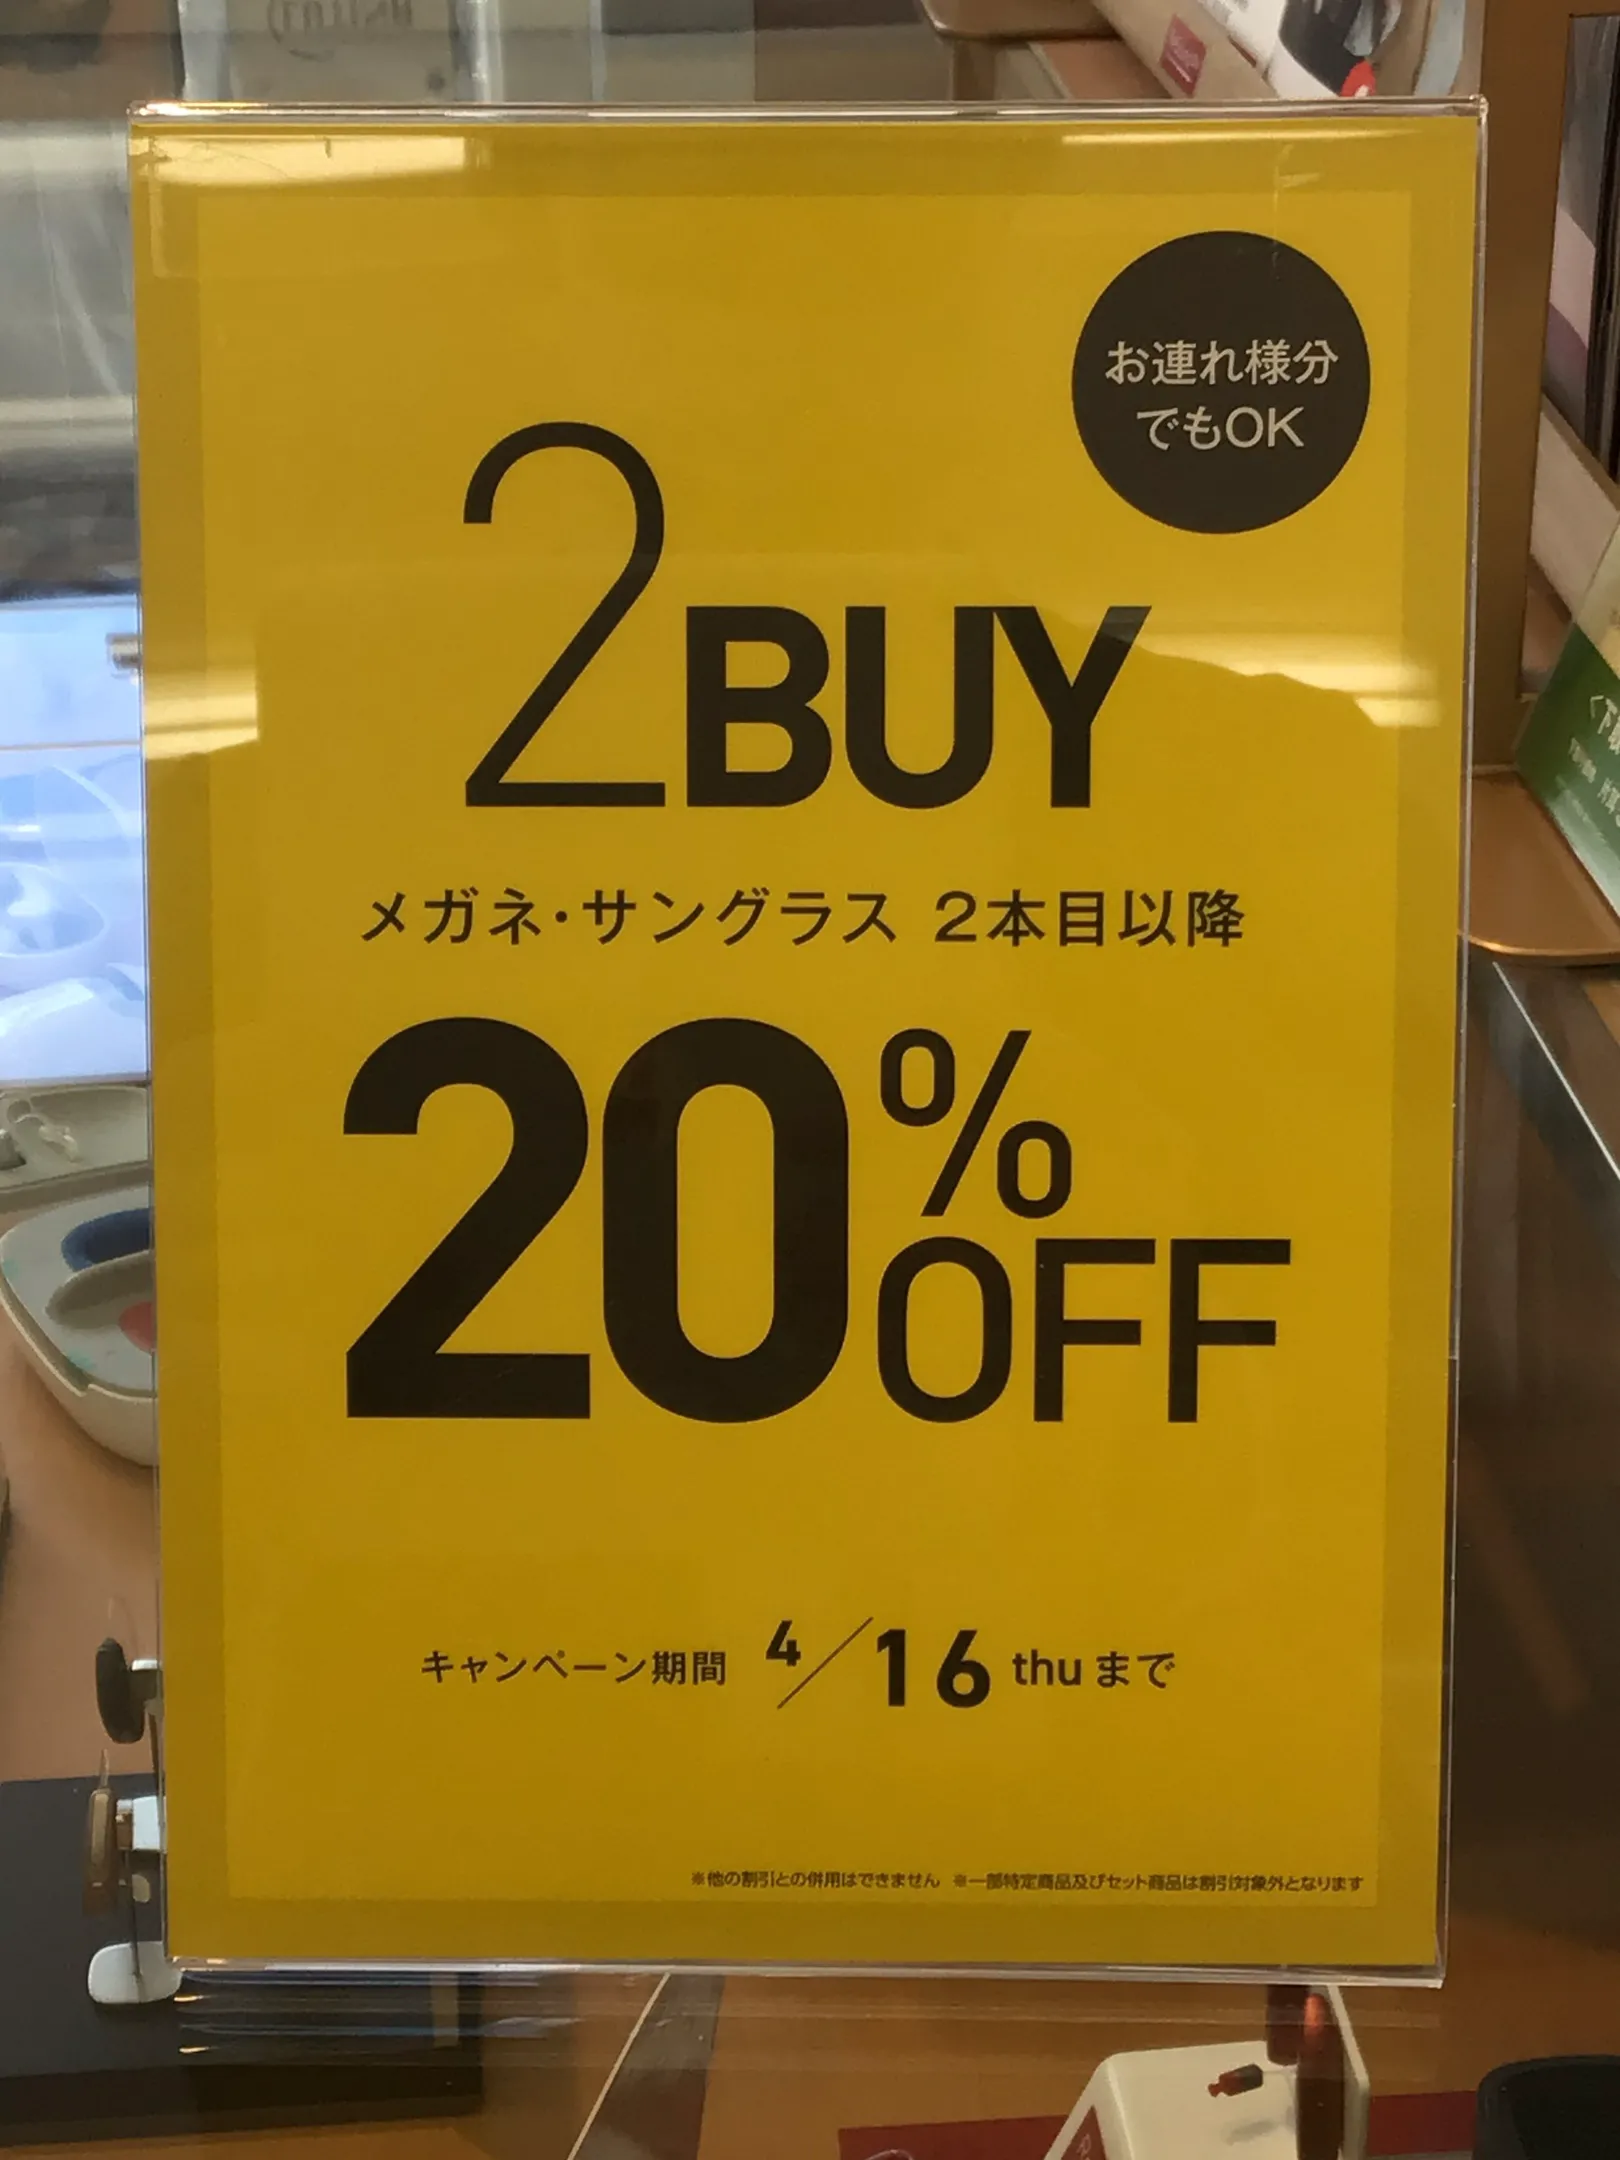 お連れ様分
でもOK
2BUY
メガネ・サングラス 2本目以降
20%OFF
キャンペーン期間 4/16 thuまで
※他の割引との併用はできません ※一部特定商品及びセット商品は割引対象外となります